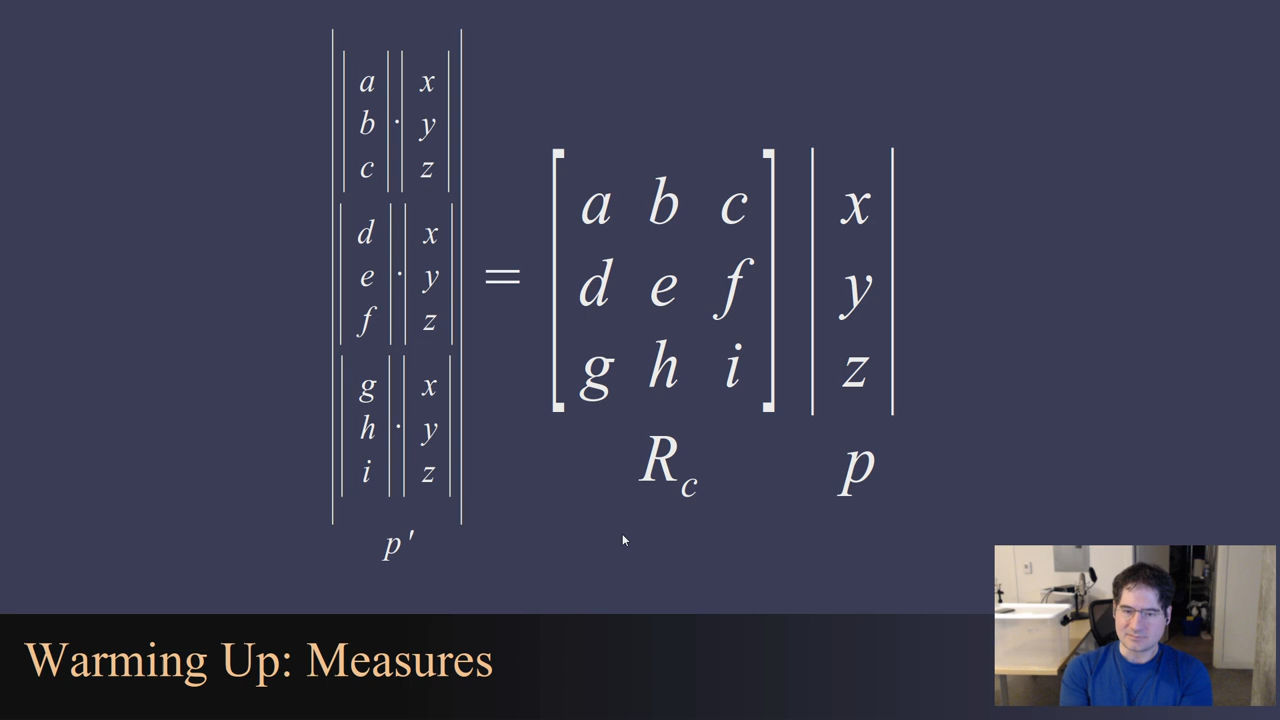 a x
b · y
c z
d x
e · y
f z
g x
h · y
i z
p ′
=
a b c
d e f
g h i
R_c
x
y
z
p
Warming Up: Measures